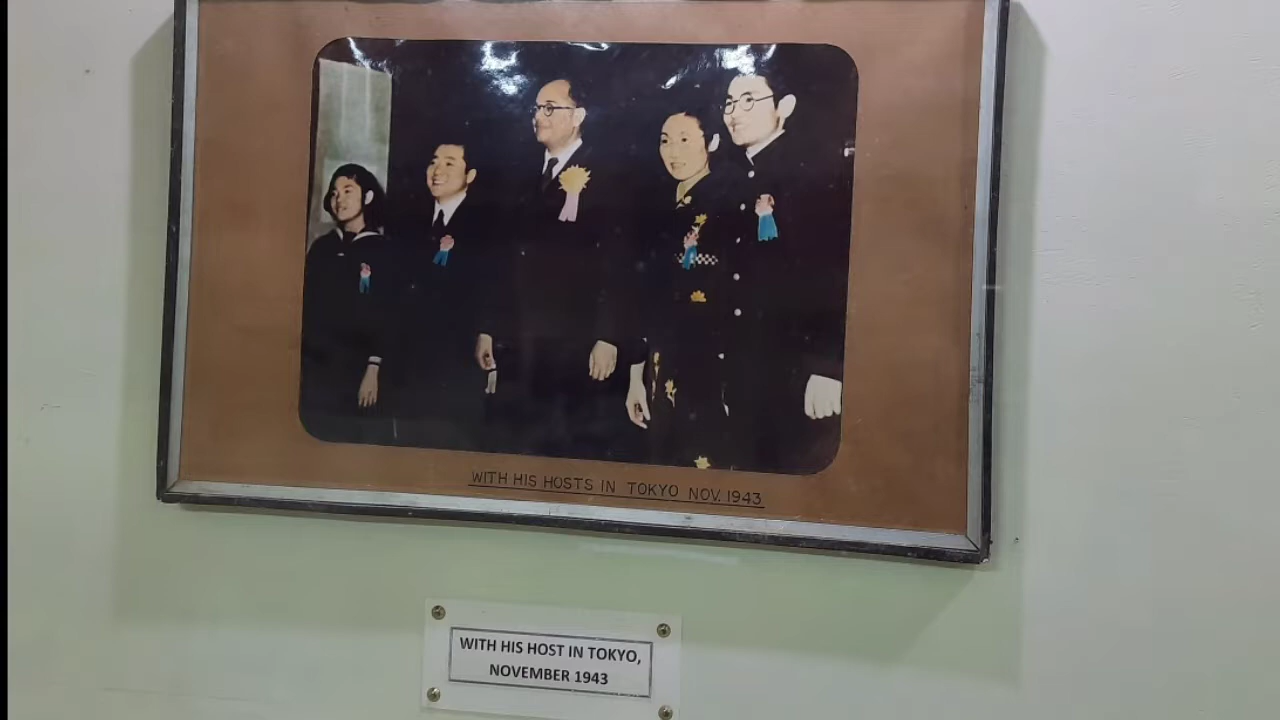 WITH HIS HOSTS IN TOKYO NOV. 1943
WITH HIS HOST IN TOKYO,
NOVEMBER 1943